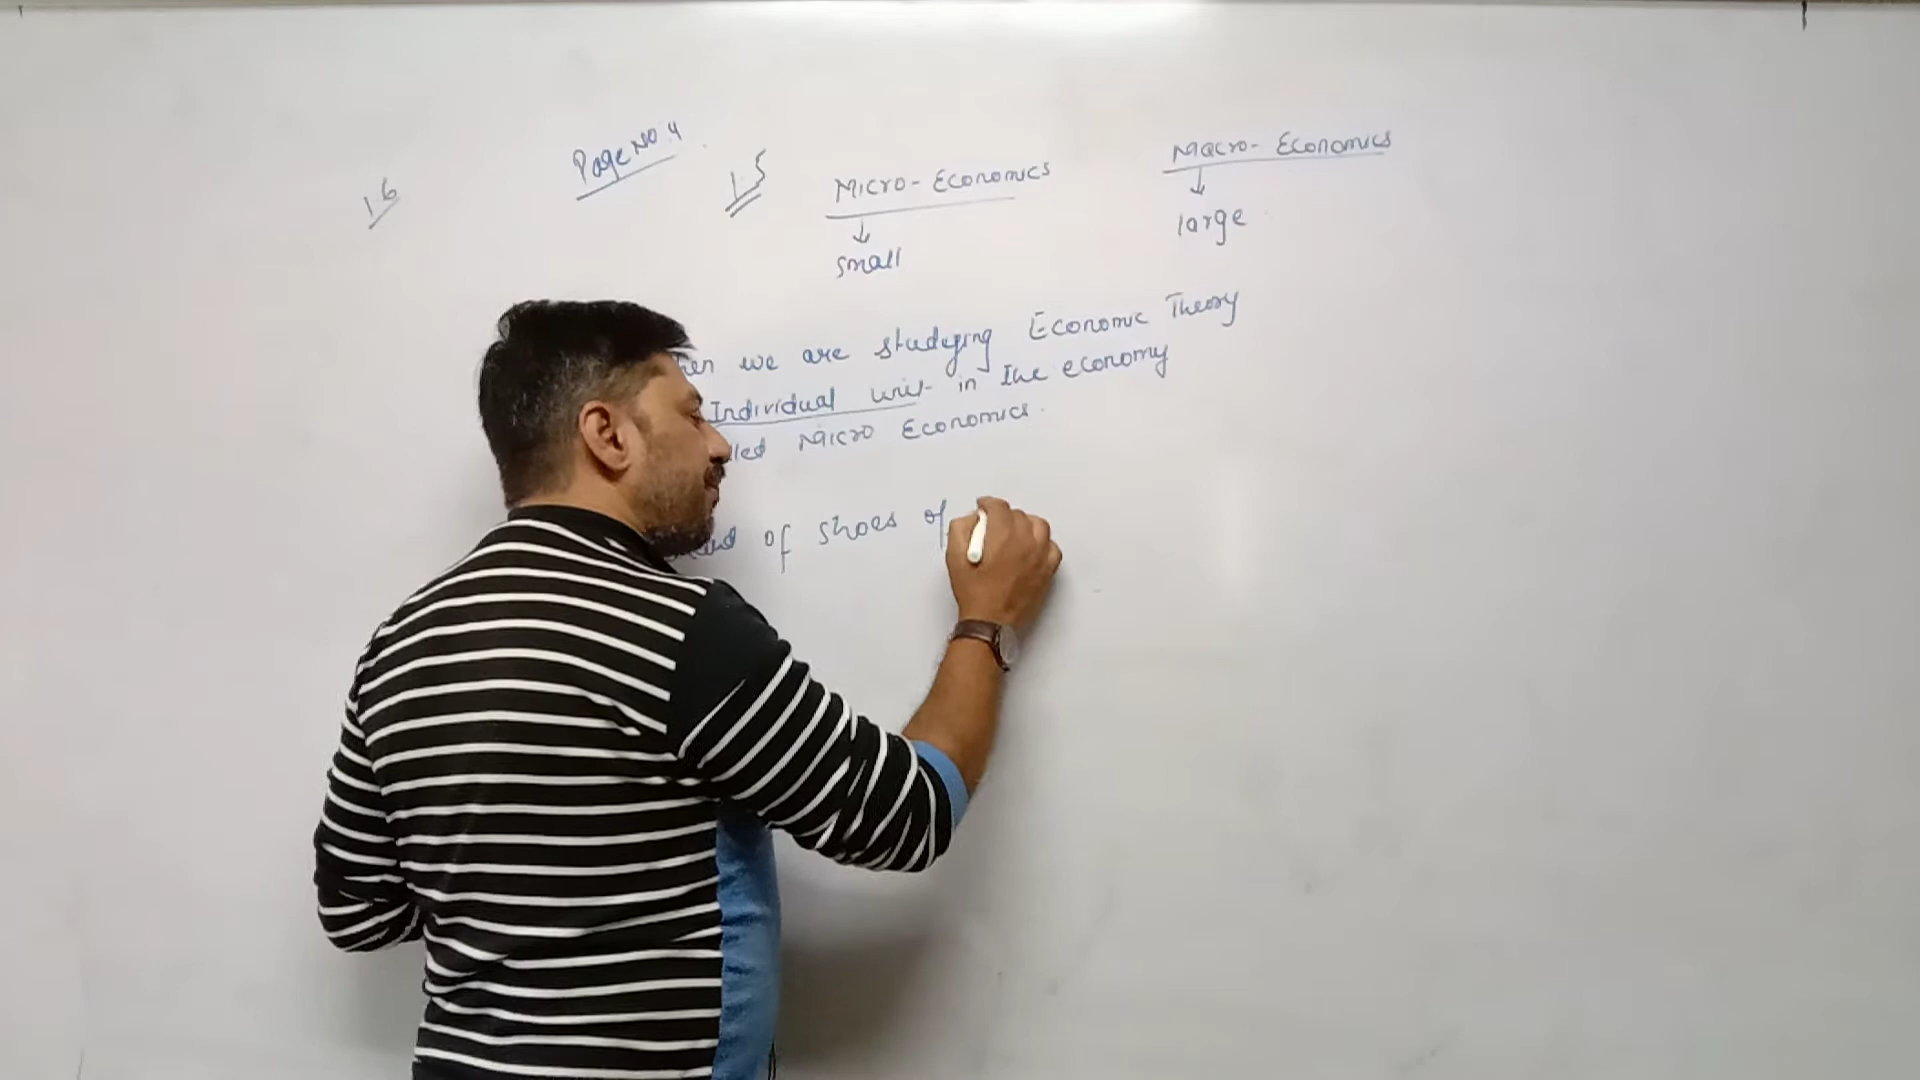 Page No. 4
1.6
1.5
Micro-Economics
↓
small
Macro-Economics
↓
large
we are studying Economic Theory
Individual unit in the economy
Micro Economics.
of shoes of